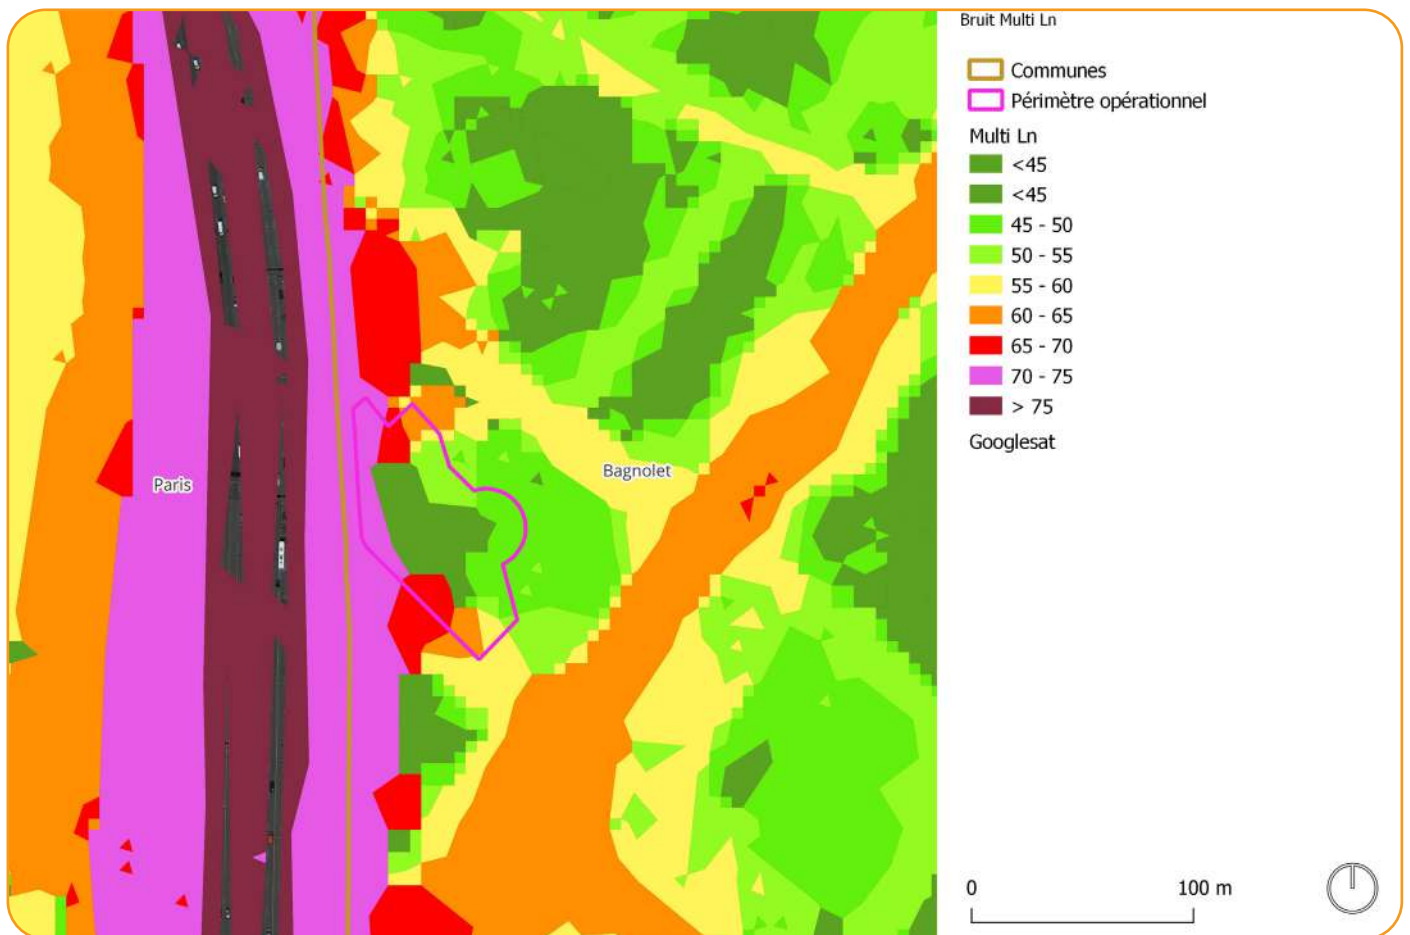 Bruit Multi Ln
Communes
Périmètre opérationnel
Multi Ln
<45
<45
45 - 50
50 - 55
55 - 60
60 - 65
65 - 70
70 - 75
> 75
Googlesat
Paris
Bagnolet
0 100 m